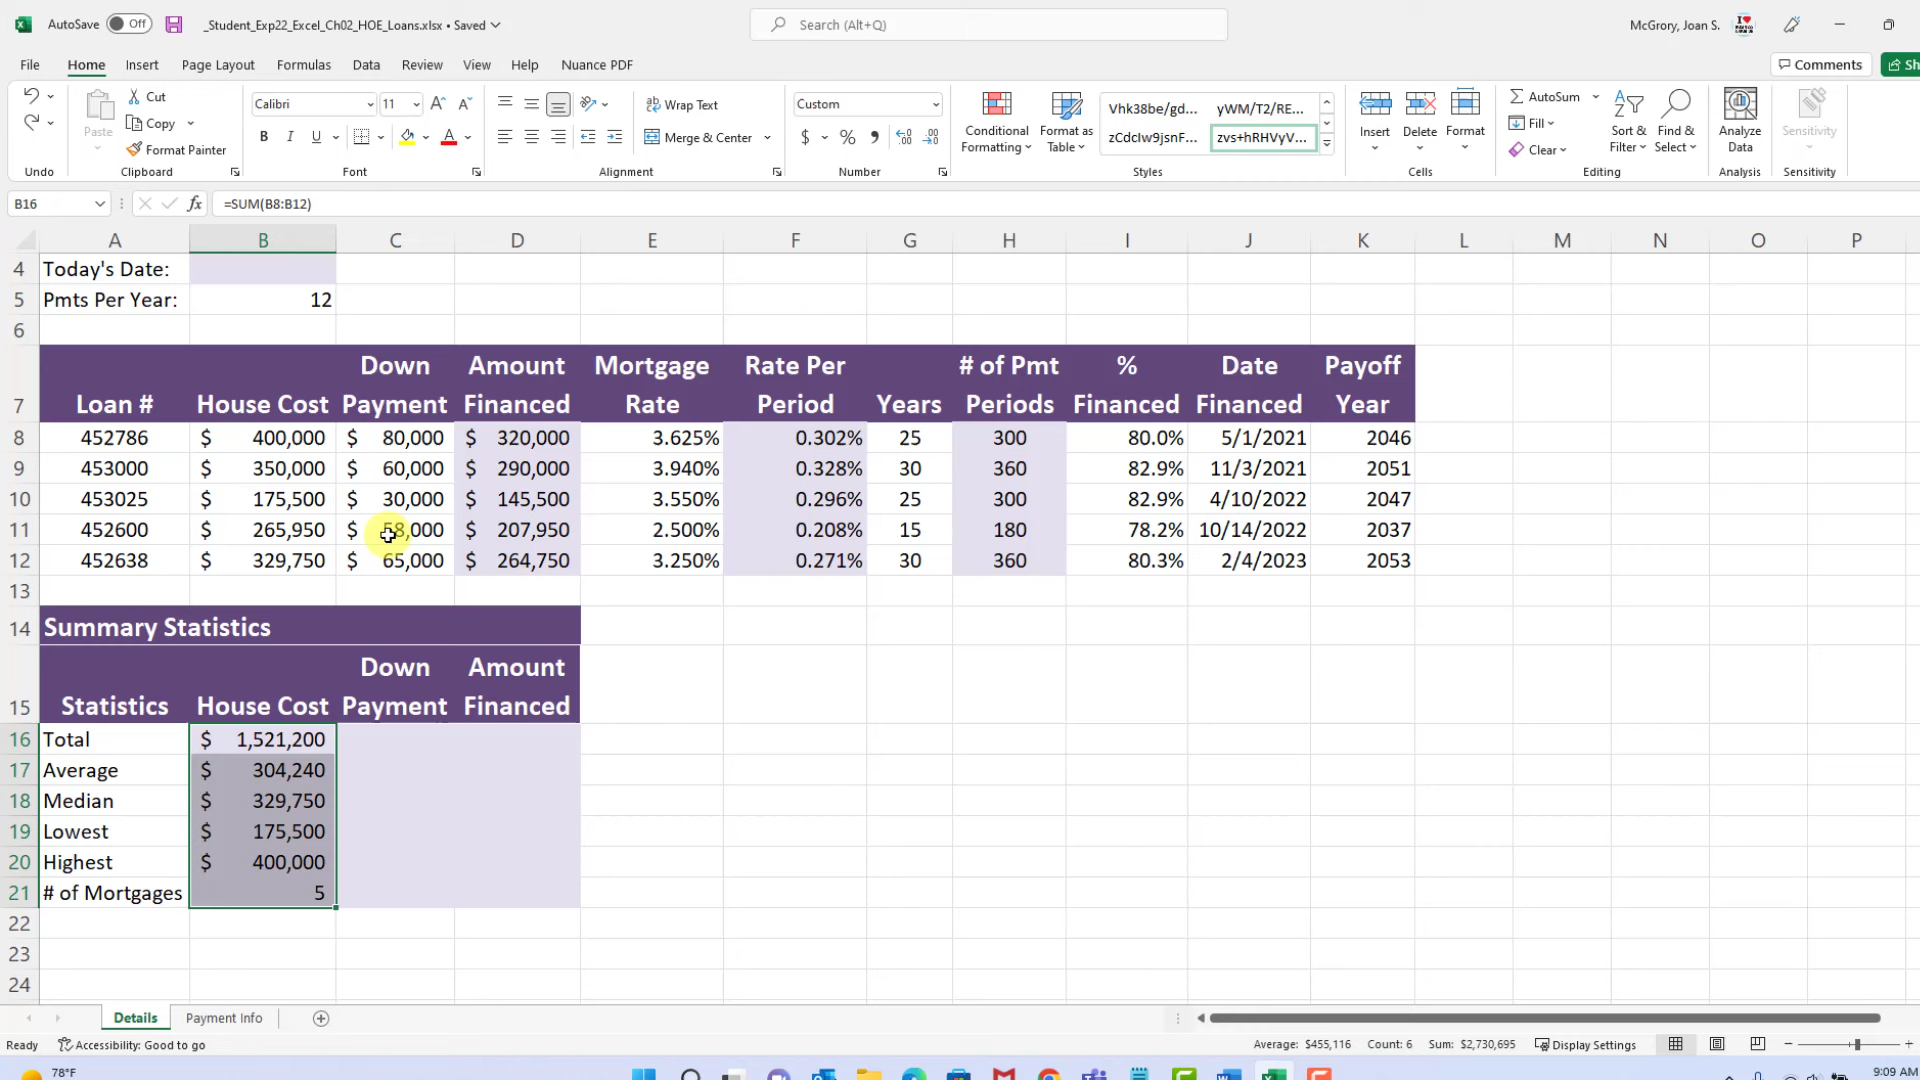 AutoSave Off _Student_Exp22_Excel_Ch02_HOE_Loans.xlsx • Saved Search (Alt+Q) McGrory, Joan S.
File Home Insert Page Layout Formulas Data Review View Help Nuance PDF Comments Sh
Cut
Copy
Format Painter
Paste
Undo Clipboard
Calibri 11
B I U A
Font
Wrap Text
Merge & Center
Alignment
Custom
$ % ,
Number
Conditional Formatting
Format as Table
Vhk38be/gd... yWM/T2/RE...
zCdcIw9jsnF... zvs+hRHVyV...
Styles
Insert Delete Format
Cells
AutoSum
Fill
Clear
Sort & Filter
Find & Select
Editing
Analyze Data
Analysis
Sensitivity
Sensitivity
B16 fx =SUM(B8:B12)
A B C D E F G H I J K L M N O P
4 Today's Date:
5 Pmts Per Year: 12
6
7 Loan # House Cost Down Payment Amount Financed Mortgage Rate Rate Per Period Years # of Pmt Periods % Financed Date Financed Payoff Year
8 452786 $ 400,000 $ 80,000 $ 320,000 3.625% 0.302% 25 300 80.0% 5/1/2021 2046
9 453000 $ 350,000 $ 60,000 $ 290,000 3.940% 0.328% 30 360 82.9% 11/3/2021 2051
10 453025 $ 175,500 $ 30,000 $ 145,500 3.550% 0.296% 25 300 82.9% 4/10/2022 2047
11 452600 $ 265,950 $ 58,000 $ 207,950 2.500% 0.208% 15 180 78.2% 10/14/2022 2037
12 452638 $ 329,750 $ 65,000 $ 264,750 3.250% 0.271% 30 360 80.3% 2/4/2023 2053
13
14 Summary Statistics
15 Statistics House Cost Down Payment Amount Financed
16 Total $ 1,521,200
17 Average $ 304,240
18 Median $ 329,750
19 Lowest $ 175,500
20 Highest $ 400,000
21 # of Mortgages 5
22
23
24
Details Payment Info
Ready Accessibility: Good to go Average: $455,116 Count: 6 Sum: $2,730,695 Display Settings
78°F 9:09 AM